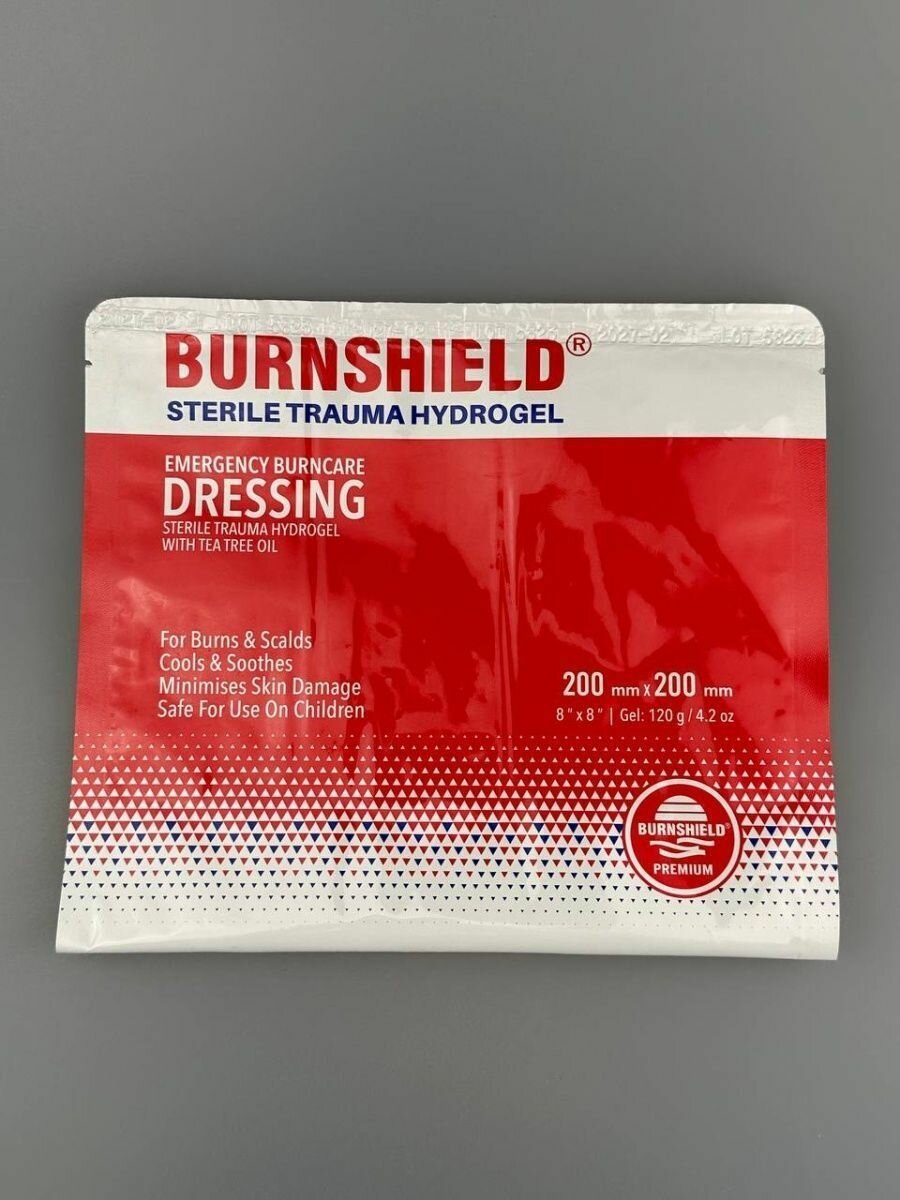 BURNSHIELD®
STERILE TRAUMA HYDROGEL
EMERGENCY BURNCARE
DRESSING
STERILE TRAUMA HYDROGEL
WITH TEA TREE OIL
For Burns & Scalds
Cools & Soothes
Minimises Skin Damage
Safe For Use On Children
200 mm x 200 mm
8" x 8" | Gel: 120 g / 4.2 oz
BURNSHIELD®
PREMIUM